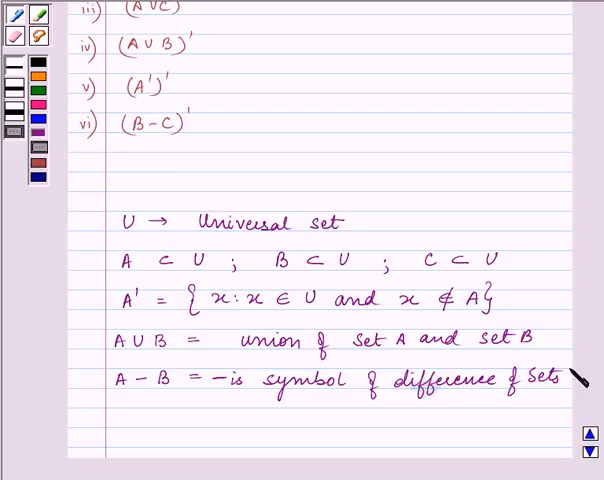 iii) (A ∪ C)'
iv) (A ∪ B)'
v) (A')'
vi) (B - C)'
U → Universal set
A ⊂ U ; B ⊂ U ; C ⊂ U
A' = { x : x ∈ U and x ∉ A}
A ∪ B = union of set A and set B
A - B = - is symbol of difference of sets